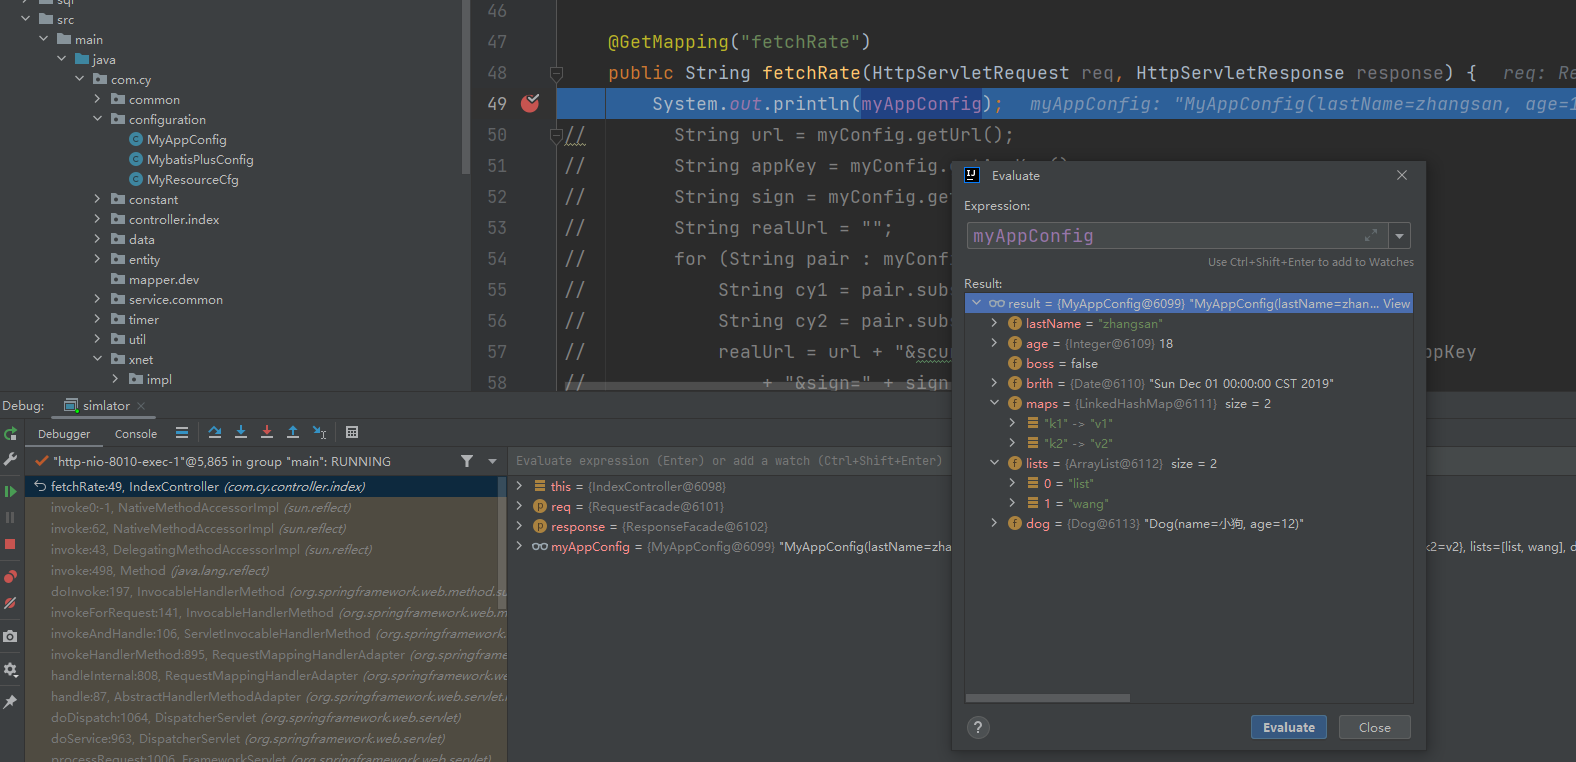 sql
src
main
java
com.cy
common
configuration
MyAppConfig
MybatisPlusConfig
MyResourceCfg
constant
controller.index
data
entity
mapper.dev
service.common
timer
util
xnet
impl
46
47 @GetMapping("fetchRate")
48 public String fetchRate(HttpServletRequest req, HttpServletResponse response) { req: Re
49 System.out.println(myAppConfig); myAppConfig: "MyAppConfig(lastName=zhangsan, age=1
50 // String url = myConfig.getUrl();
51 // String appKey = myConfig.
52 // String sign = myConfig.get
53 // String realUrl = "";
54 // for (String pair : myConf
55 // String cy1 = pair.subs
56 // String cy2 = pair.subs
57 // realUrl = url + "&scur ppKey
58 // + "&sign=" + sign
Evaluate
Expression:
myAppConfig
Use Ctrl+Shift+Enter to add to Watches
Result:
result = {MyAppConfig@6099} "MyAppConfig(lastName=zhan... View
lastName = "zhangsan"
age = {Integer@6109} 18
boss = false
brith = {Date@6110} "Sun Dec 01 00:00:00 CST 2019"
maps = {LinkedHashMap@6111} size = 2
"k1" -> "v1"
"k2" -> "v2"
lists = {ArrayList@6112} size = 2
0 = "list"
1 = "wang"
dog = {Dog@6113} "Dog(name=小狗, age=12)"
? Evaluate Close
Debug: simlator
Debugger Console
"http-nio-8010-exec-1"@5,865 in group "main": RUNNING
fetchRate:49, IndexController (com.cy.controller.index)
invoke0:-1, NativeMethodAccessorImpl (sun.reflect)
invoke:62, NativeMethodAccessorImpl (sun.reflect)
invoke:43, DelegatingMethodAccessorImpl (sun.reflect)
invoke:498, Method (java.lang.reflect)
doInvoke:197, InvocableHandlerMethod (org.springframework.web.method.su
invokeForRequest:141, InvocableHandlerMethod (org.springframework.web.m
invokeAndHandle:106, ServletInvocableHandlerMethod (org.springframework.
invokeHandlerMethod:895, RequestMappingHandlerAdapter (org.springframe
handleInternal:808, RequestMappingHandlerAdapter (org.springframework.we
handle:87, AbstractHandlerMethodAdapter (org.springframework.web.servlet.
doDispatch:1064, DispatcherServlet (org.springframework.web.servlet)
doService:963, DispatcherServlet (org.springframework.web.servlet)
processRequest:1006, FrameworkServlet (org.springframework.web.servlet)
Evaluate expression (Enter) or add a watch (Ctrl+Shift+Enter)
this = {IndexController@6098}
req = {RequestFacade@6101}
response = {ResponseFacade@6102}
myAppConfig = {MyAppConfig@6099} "MyAppConfig(lastName=zha k2=v2}, lists=[list, wang], d